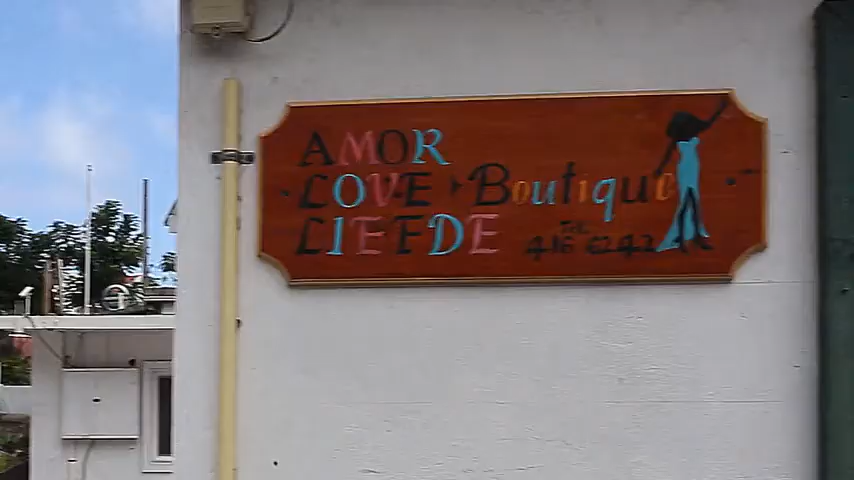 AMOR
LOVE Boutique
LIEFDE
Tel.
416 6242